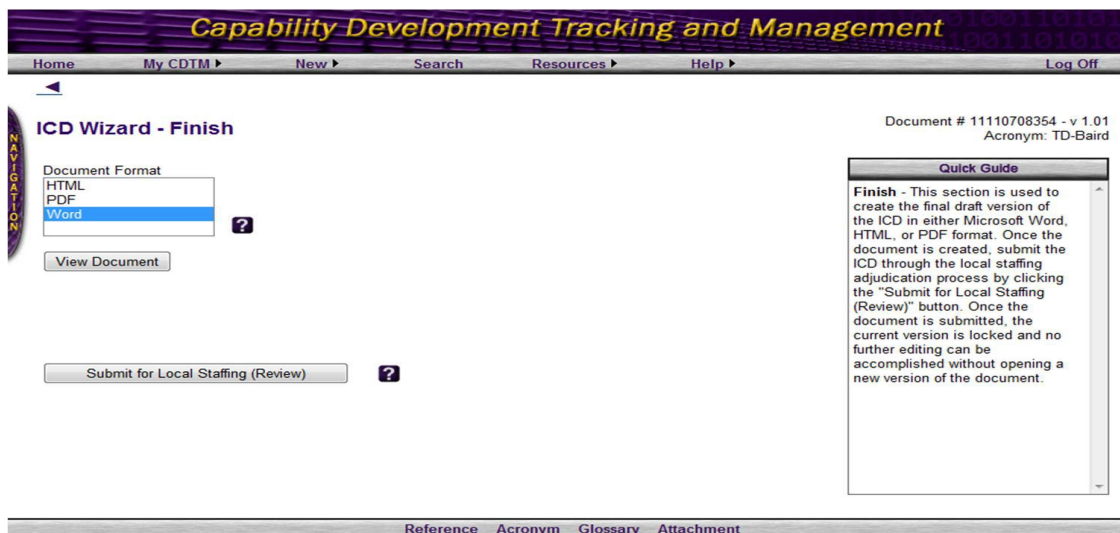 Capability Development Tracking and Management
Home My CDTM New Search Resources Help Log Off
NAVIGATION
ICD Wizard - Finish
Document # 11110708354 - v 1.01
Acronym: TD-Baird
Document Format
HTML
PDF
Word
?
View Document
Submit for Local Staffing (Review)
?
Quick Guide
Finish - This section is used to
create the final draft version of
the ICD in either Microsoft Word,
HTML, or PDF format. Once the
document is created, submit the
ICD through the local staffing
adjudication process by clicking
the "Submit for Local Staffing
(Review)" button. Once the
document is submitted, the
current version is locked and no
further editing can be
accomplished without opening a
new version of the document.
Reference Acronym Glossary Attachment